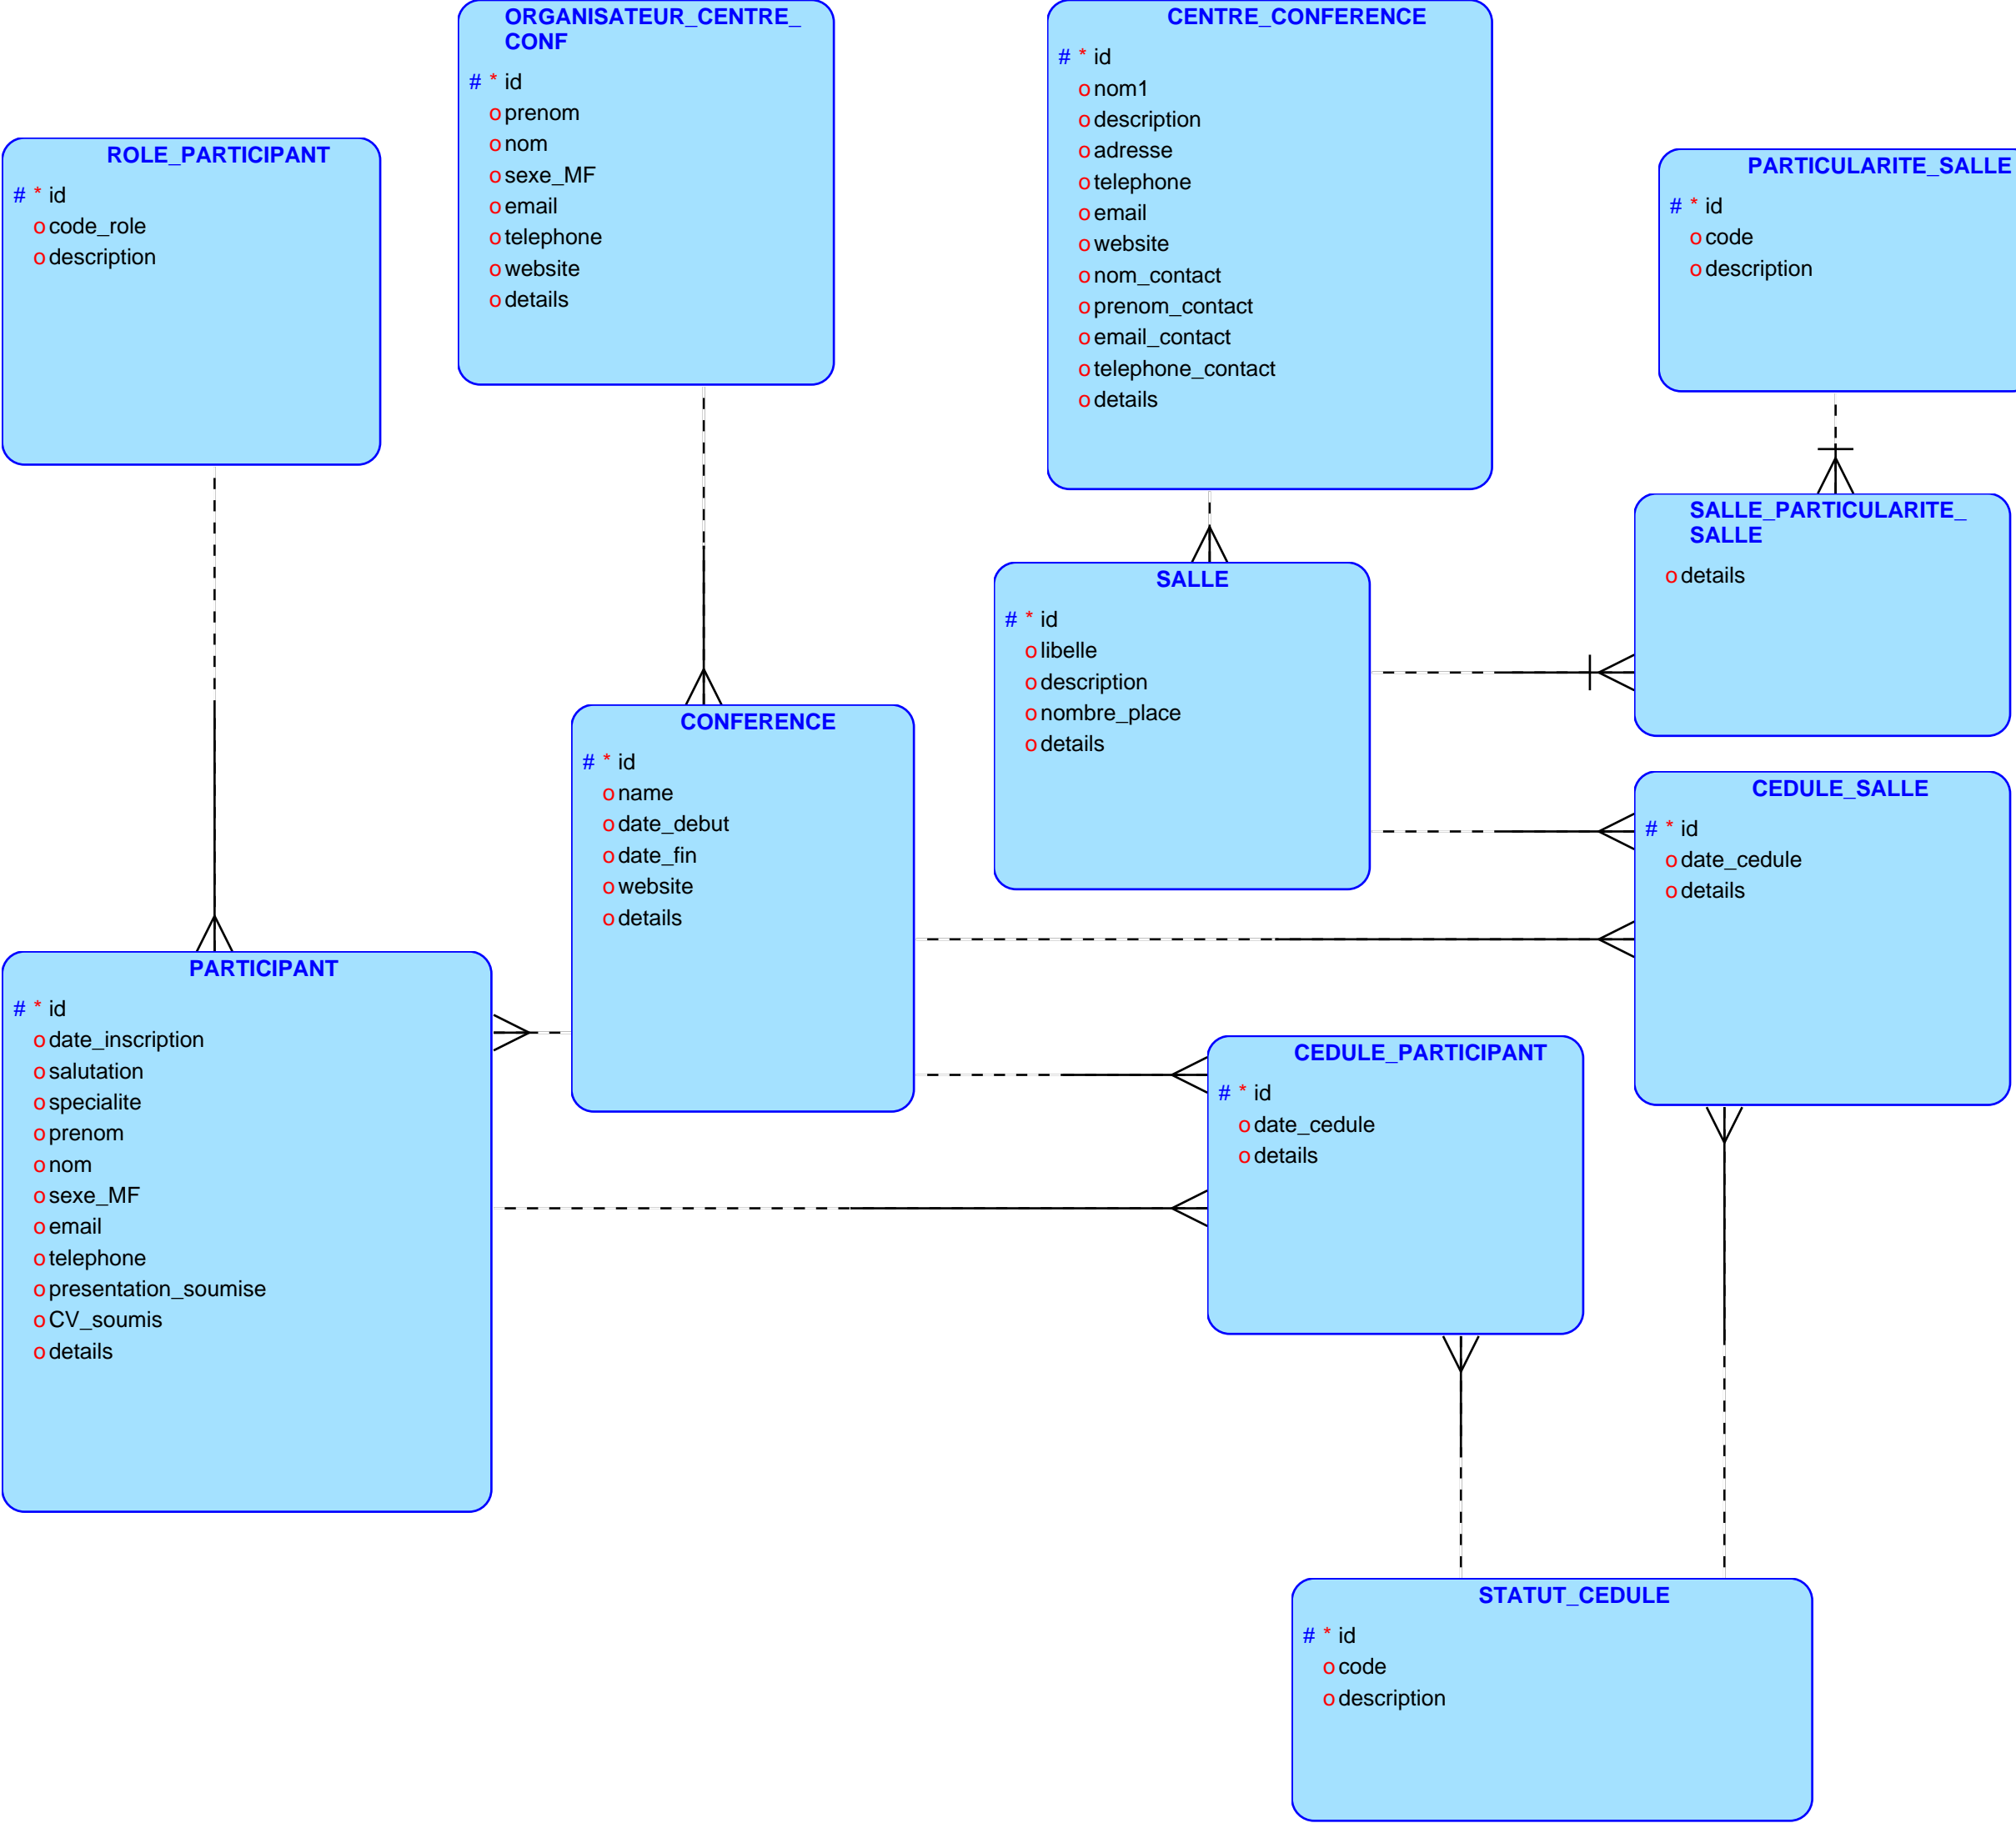 ORGANISATEUR_CENTRE_
CONF
# * id
o prenom
o nom
o sexe_MF
o email
o telephone
o website
o details
CENTRE_CONFERENCE
# * id
o nom1
o description
o adresse
o telephone
o email
o website
o nom_contact
o prenom_contact
o email_contact
o telephone_contact
o details
ROLE_PARTICIPANT
# * id
o code_role
o description
PARTICULARITE_SALLE
# * id
o code
o description
SALLE_PARTICULARITE_
SALLE
o details
SALLE
# * id
o libelle
o description
o nombre_place
o details
CONFERENCE
# * id
o name
o date_debut
o date_fin
o website
o details
CEDULE_SALLE
# * id
o date_cedule
o details
PARTICIPANT
# * id
o date_inscription
o salutation
o specialite
o prenom
o nom
o sexe_MF
o email
o telephone
o presentation_soumise
o CV_soumis
o details
CEDULE_PARTICIPANT
# * id
o date_cedule
o details
STATUT_CEDULE
# * id
o code
o description